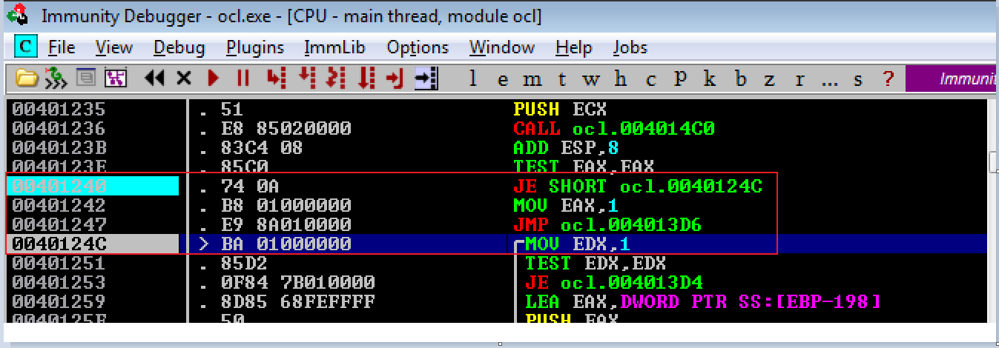 Immunity Debugger - ocl.exe - [CPU - main thread, module ocl]
C File View Debug Plugins ImmLib Options Window Help Jobs
l e m t w h c P k b z r ... s ? Immunit
00401235 . 51 PUSH ECX
00401236 . E8 85020000 CALL ocl.004014C0
0040123B . 83C4 08 ADD ESP,8
0040123E . 85C0 TEST EAX,EAX
00401240 . 74 0A JE SHORT ocl.0040124C
00401242 . B8 01000000 MOV EAX,1
00401247 . E9 8A010000 JMP ocl.004013D6
0040124C > BA 01000000 MOV EDX,1
00401251 . 85D2 TEST EDX,EDX
00401253 . 0F84 7B010000 JE ocl.004013D4
00401259 . 8D85 68FEFFFF LEA EAX,DWORD PTR SS:[EBP-198]
0040125F . 50 PUSH EAX